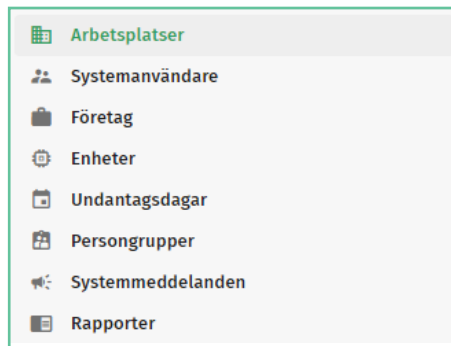 Arbetsplatser
Systemanvändare
Företag
Enheter
Undantagsdagar
Persongrupper
Systemmeddelanden
Rapporter